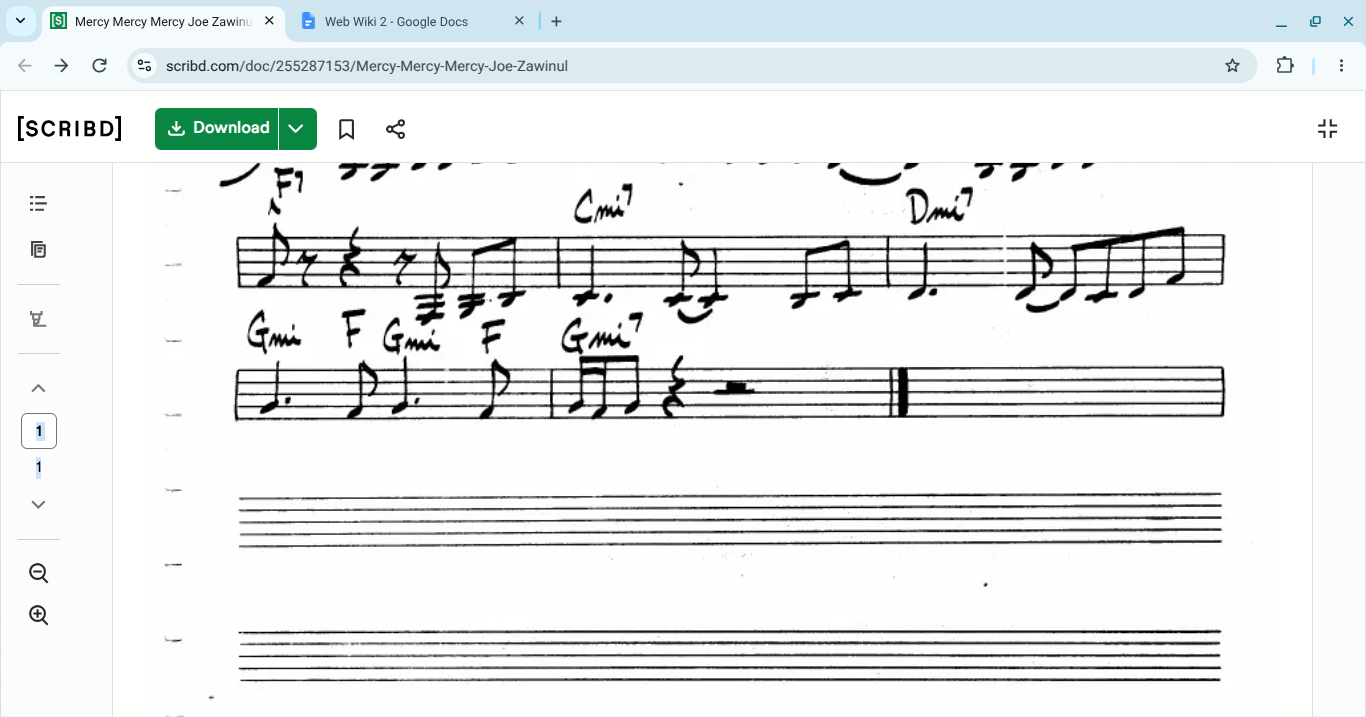 Mercy Mercy Mercy Joe Zawinu
Web Wiki 2 - Google Docs
scribd.com/doc/255287153/Mercy-Mercy-Mercy-Joe-Zawinul
[SCRIBD]
Download
F7
Cmi7
Dmi7
Gmi F Gmi F Gmi7
1
1